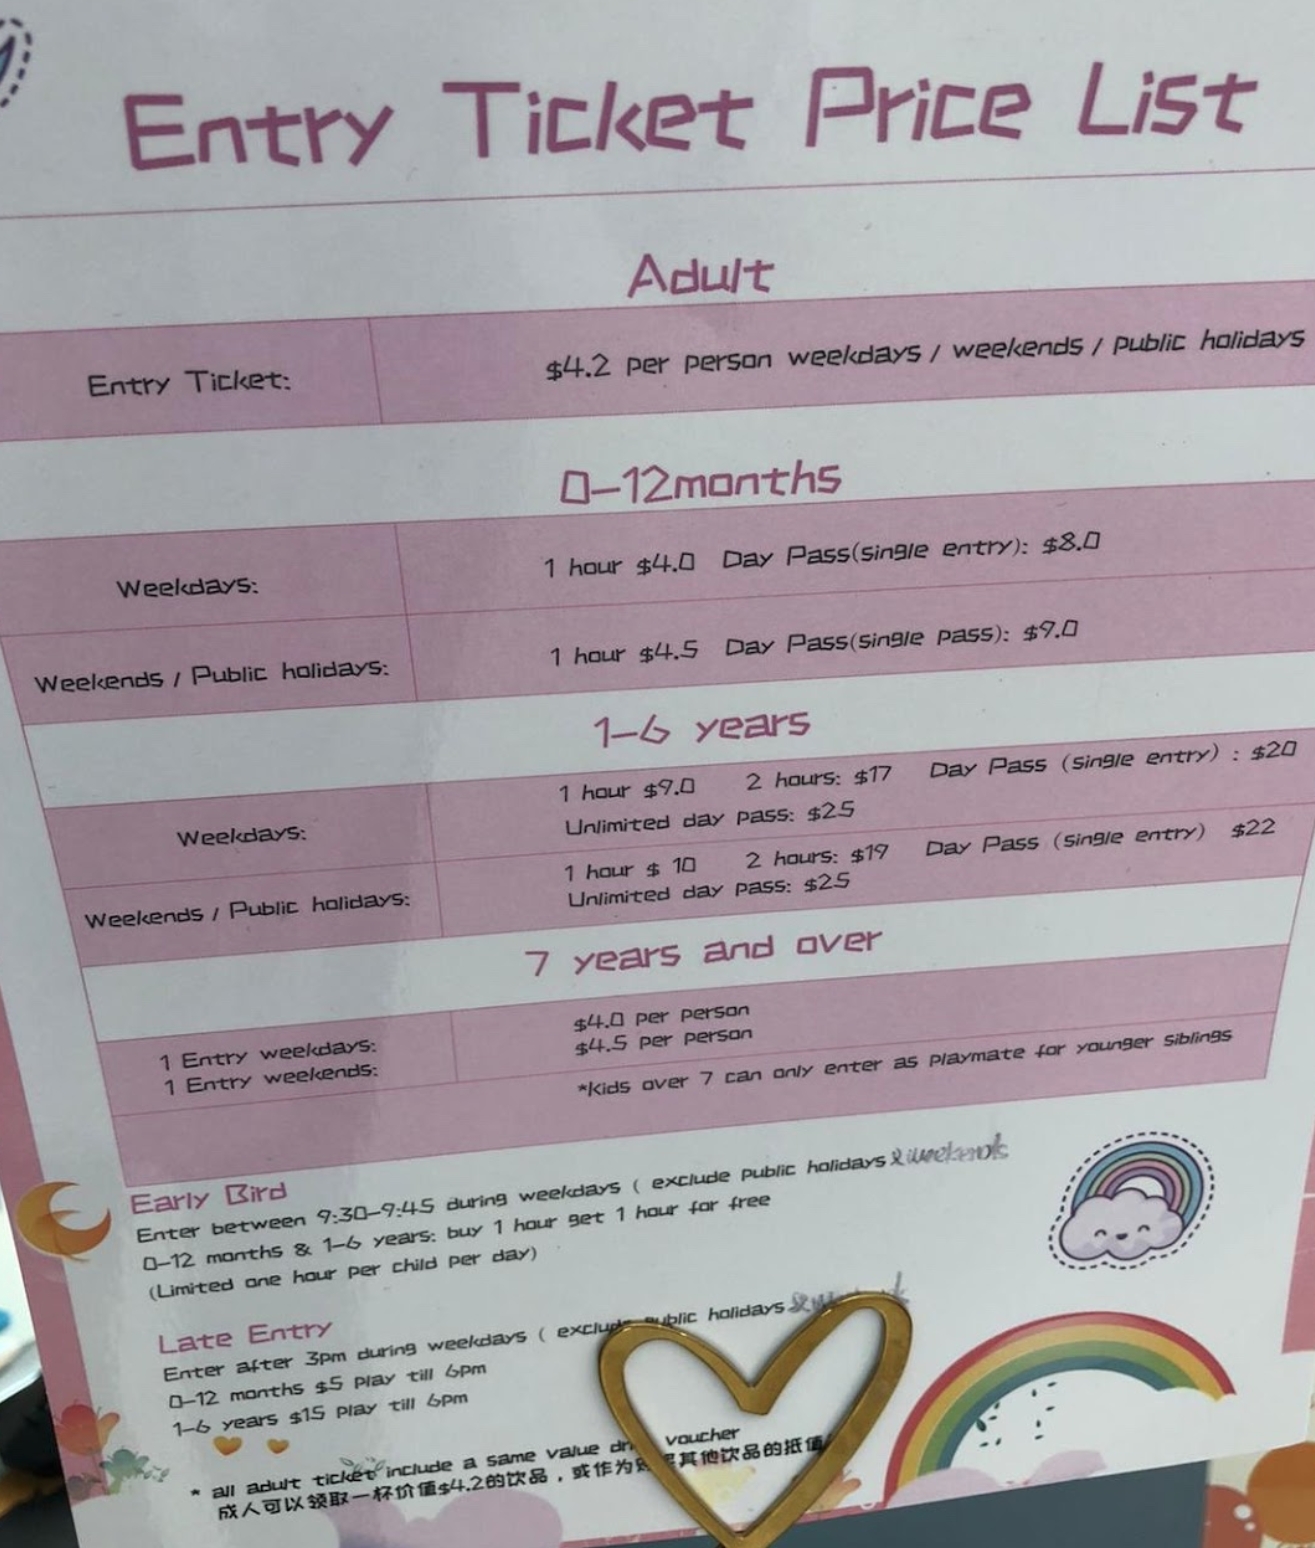 Entry Ticket Price List
Adult
Entry Ticket: $4.2 per person weekdays / weekends / public holidays
0-12months
Weekdays: 1 hour $4.0 Day Pass(single entry): $8.0
Weekends / Public holidays: 1 hour $4.5 Day Pass(single pass): $9.0
1-6 years
Weekdays: 1 hour $9.0 2 hours: $17 Day Pass (single entry) : $20
Unlimited day pass: $25
Weekends / Public holidays: 1 hour $ 10 2 hours: $19 Day Pass (single entry) $22
Unlimited day pass: $25
7 years and over
1 Entry weekdays: $4.0 per person
1 Entry weekends: $4.5 per person
*kids over 7 can only enter as playmate for younger siblings
Early Bird
Enter between 9:30-9:45 during weekdays ( exclude public holidays & weekends
0-12 months & 1-6 years: buy 1 hour get 1 hour for free
(Limited one hour per child per day)
Late Entry
Enter after 3pm during weekdays ( exclude public holidays &
0-12 months $5 play till 6pm
1-6 years $15 play till 6pm
* all adult ticket include a same value voucher
成人可以领取一杯价值$4.2的饮品，或作为其他饮品的抵值